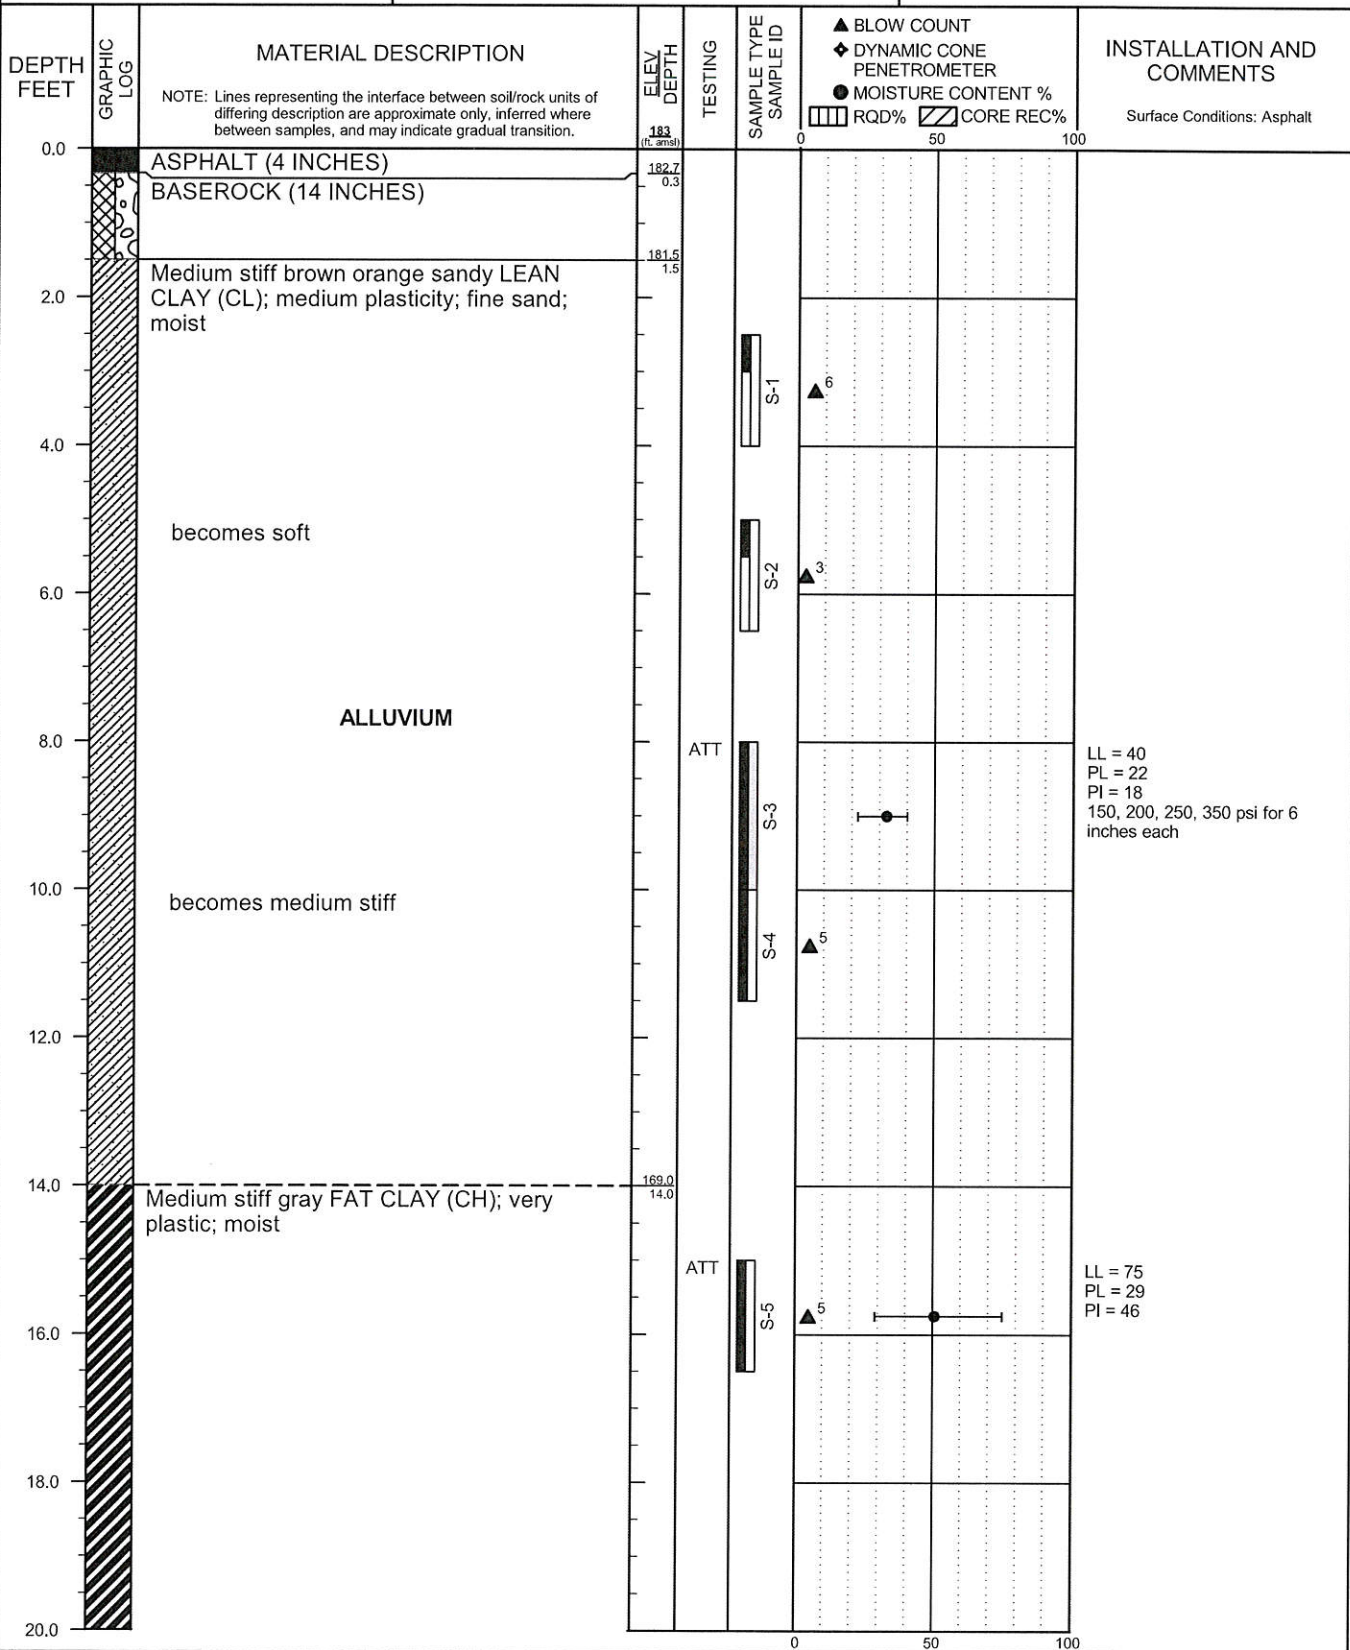 DEPTH
FEET
GRAPHIC
LOG
MATERIAL DESCRIPTION
NOTE: Lines representing the interface between soil/rock units of
differing description are approximate only, inferred where
between samples, and may indicate gradual transition.
ELEV
DEPTH
183
(ft. amsl)
TESTING
SAMPLE TYPE
SAMPLE ID
▲ BLOW COUNT
DYNAMIC CONE
PENETROMETER
● MOISTURE CONTENT %
RQD% CORE REC%
0 50 100
INSTALLATION AND
COMMENTS
Surface Conditions: Asphalt
0.0
ASPHALT (4 INCHES)
182.7
0.3
BASEROCK (14 INCHES)
181.5
1.5
Medium stiff brown orange sandy LEAN
CLAY (CL); medium plasticity; fine sand;
moist
2.0
S-1
6
4.0
becomes soft
S-2
3
6.0
ALLUVIUM
8.0
ATT
S-3
LL = 40
PL = 22
PI = 18
150, 200, 250, 350 psi for 6
inches each
10.0
becomes medium stiff
S-4
5
12.0
14.0
169.0
14.0
Medium stiff gray FAT CLAY (CH); very
plastic; moist
ATT
S-5
5
LL = 75
PL = 29
PI = 46
16.0
18.0
20.0
0 50 100